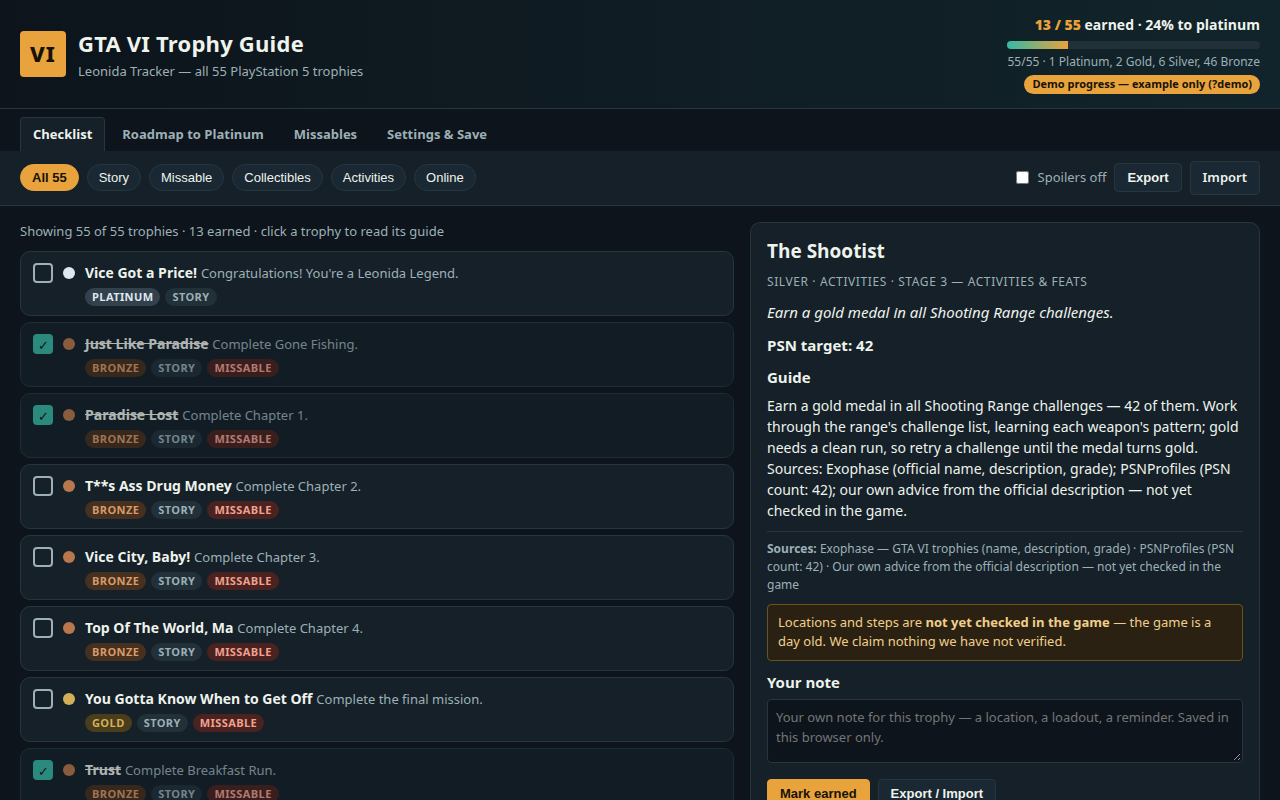 VI
GTA VI Trophy Guide
Leonida Tracker — all 55 PlayStation 5 trophies
13 / 55 earned · 24% to platinum
55/55 · 1 Platinum, 2 Gold, 6 Silver, 46 Bronze
Demo progress — example only (?demo)
Checklist Roadmap to Platinum Missables Settings & Save
All 55 Story Missable Collectibles Activities Online
Spoilers off Export Import
Showing 55 of 55 trophies · 13 earned · click a trophy to read its guide
Vice Got a Price! Congratulations! You're a Leonida Legend.
PLATINUM STORY
Just Like Paradise Complete Gone Fishing.
BRONZE STORY MISSABLE
Paradise Lost Complete Chapter 1.
BRONZE STORY MISSABLE
T**s Ass Drug Money Complete Chapter 2.
BRONZE STORY MISSABLE
Vice City, Baby! Complete Chapter 3.
BRONZE STORY MISSABLE
Top Of The World, Ma Complete Chapter 4.
BRONZE STORY MISSABLE
You Gotta Know When to Get Off Complete the final mission.
GOLD STORY MISSABLE
Trust Complete Breakfast Run.
BRONZE STORY MISSABLE
The Shootist
SILVER · ACTIVITIES · STAGE 3 — ACTIVITIES & FEATS
Earn a gold medal in all Shooting Range challenges.
PSN target: 42
Guide
Earn a gold medal in all Shooting Range challenges — 42 of them. Work
through the range's challenge list, learning each weapon's pattern; gold
needs a clean run, so retry a challenge until the medal turns gold.
Sources: Exophase (official name, description, grade); PSNProfiles (PSN
count: 42); our own advice from the official description — not yet
checked in the game.
Sources: Exophase — GTA VI trophies (name, description, grade) · PSNProfiles (PSN
count: 42) · Our own advice from the official description — not yet checked in the
game
Locations and steps are not yet checked in the game — the game is a
day old. We claim nothing we have not verified.
Your note
Your own note for this trophy — a location, a loadout, a reminder. Saved in
this browser only.
Mark earned Export / Import